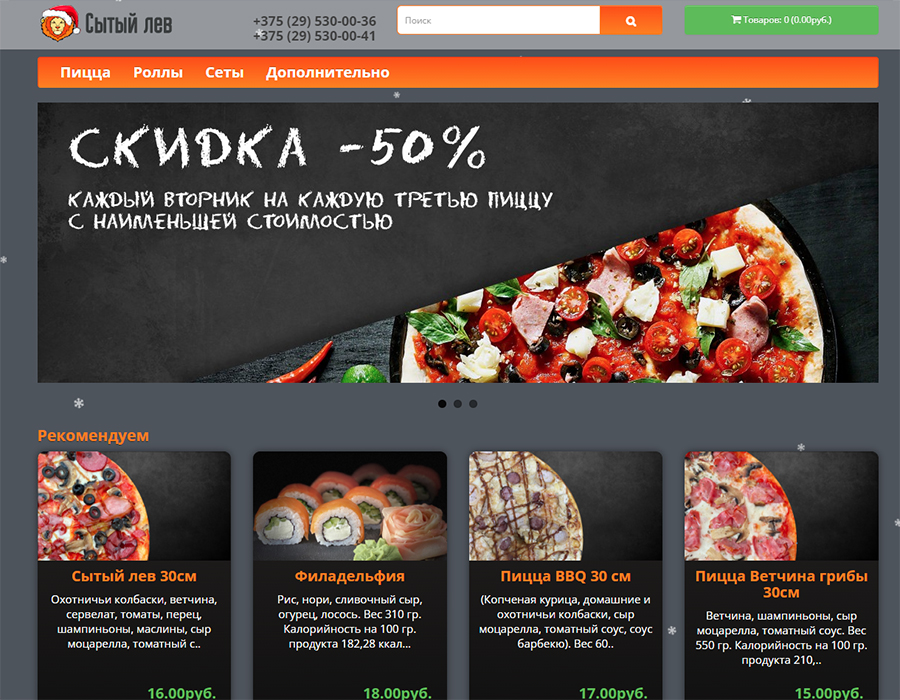 Сытый лев
+375 (29) 530-00-36
+375 (29) 530-00-41
Поиск
Товаров: 0 (0.00руб.)
Пицца Роллы Сеты Дополнительно
СКИДКА -50%
КАЖДЫЙ ВТОРНИК НА КАЖДУЮ ТРЕТЬЮ ПИЦЦУ
С НАИМЕНЬШЕЙ СТОИМОСТЬЮ
Рекомендуем
Сытый лев 30см
Охотничьи колбаски, ветчина,
сервелат, томаты, перец,
шампиньоны, маслины, сыр
моцарелла, томатный с..
16.00руб.
Филадельфия
Рис, нори, сливочный сыр,
огурец, лосось. Вес 310 гр.
Калорийность на 100 гр.
продукта 182,28 ккал...
18.00руб.
Пицца BBQ 30 см
(Копченая курица, домашние и
охотничьи колбаски, сыр
моцарелла, томатный соус, соус
барбекю). Вес 60..
17.00руб.
Пицца Ветчина грибы
30см
Ветчина, шампиньоны, сыр
моцарелла, томатный соус. Вес
550 гр. Калорийность на 100 гр.
продукта 210,..
15.00руб.